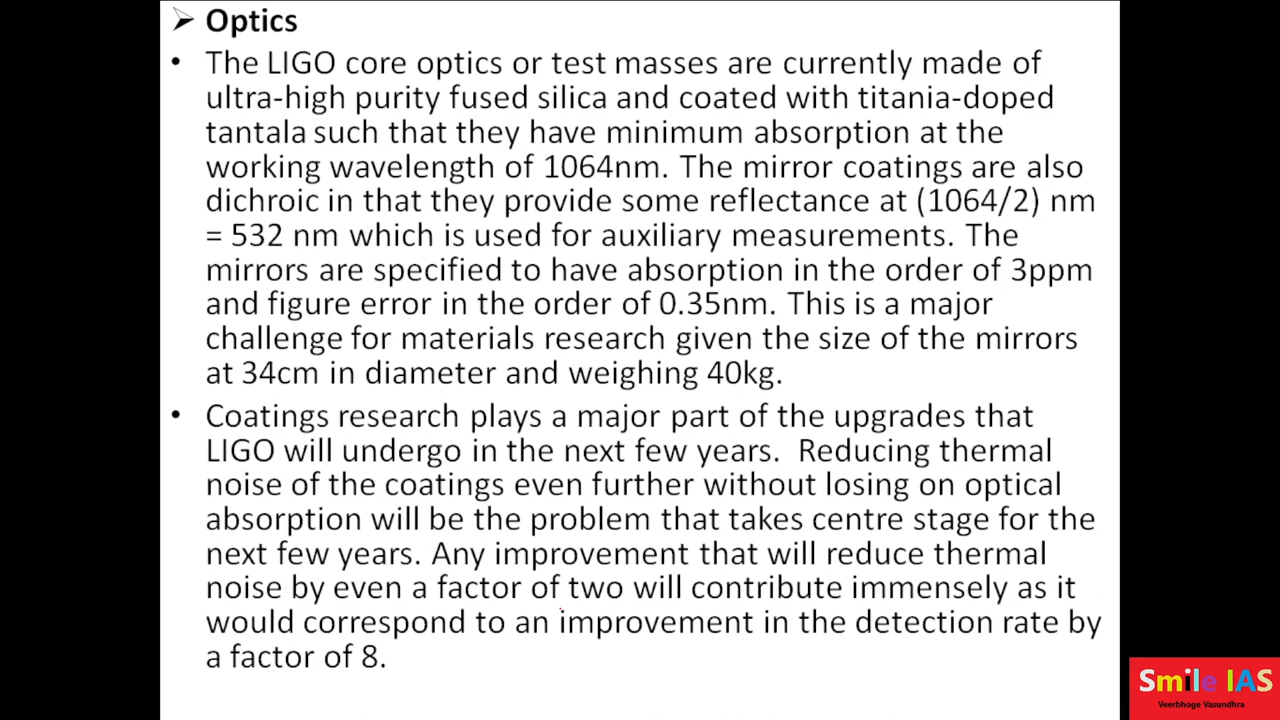 ➢ Optics
• The LIGO core optics or test masses are currently made of
ultra-high purity fused silica and coated with titania-doped
tantala such that they have minimum absorption at the
working wavelength of 1064nm. The mirror coatings are also
dichroic in that they provide some reflectance at (1064/2) nm
= 532 nm which is used for auxiliary measurements. The
mirrors are specified to have absorption in the order of 3ppm
and figure error in the order of 0.35nm. This is a major
challenge for materials research given the size of the mirrors
at 34cm in diameter and weighing 40kg.
• Coatings research plays a major part of the upgrades that
LIGO will undergo in the next few years.  Reducing thermal
noise of the coatings even further without losing on optical
absorption will be the problem that takes centre stage for the
next few years. Any improvement that will reduce thermal
noise by even a factor of two will contribute immensely as it
would correspond to an improvement in the detection rate by
a factor of 8.
Smile IAS
Veerbhoge Vasundhra